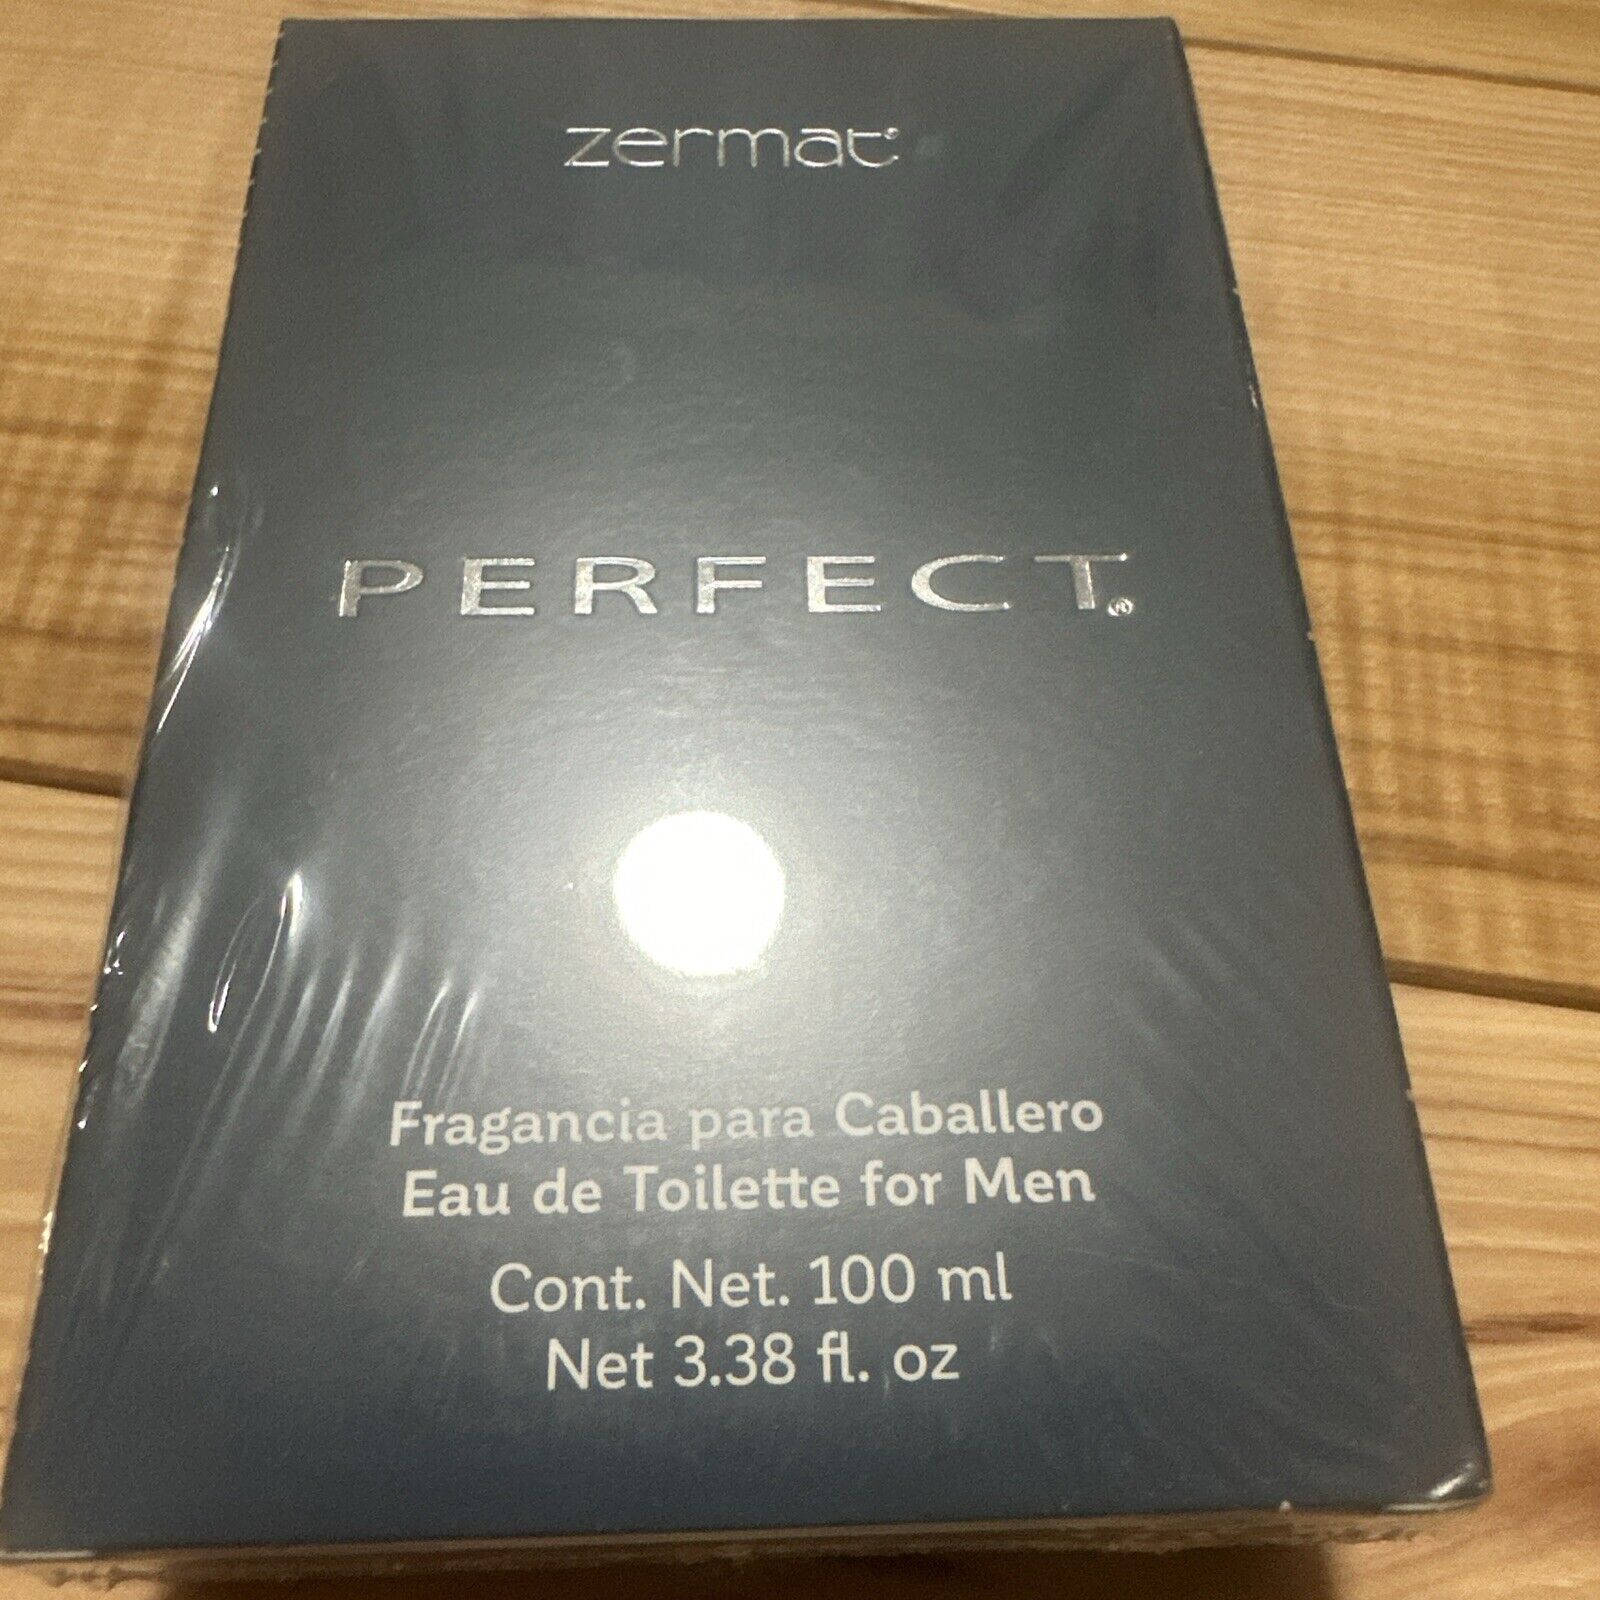 zermat®
PERFECT®
Fragancia para Caballero
Eau de Toilette for Men
Cont. Net. 100 ml
Net 3.38 fl. oz